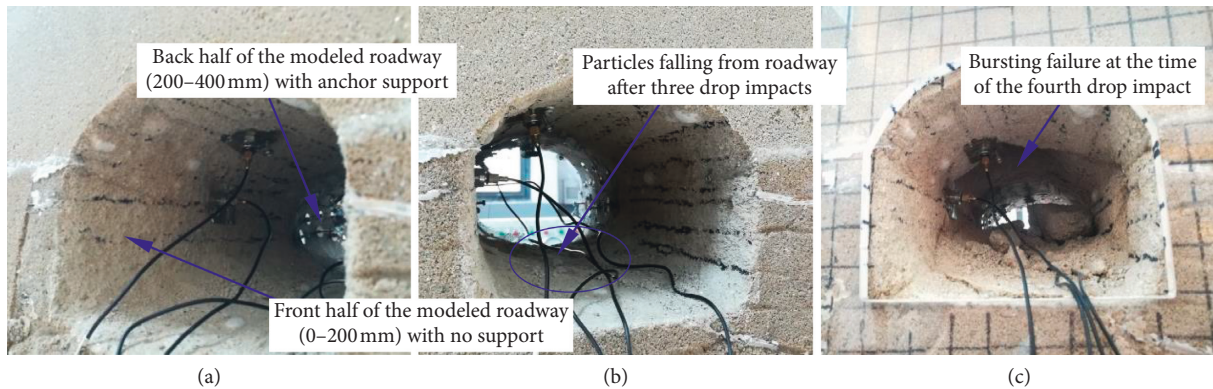 Back half of the modeled roadway
(200–400 mm) with anchor support
Particles falling from roadway
after three drop impacts
Bursting failure at the time
of the fourth drop impact
Front half of the modeled roadway
(0–200 mm) with no support
(a)
(b)
(c)